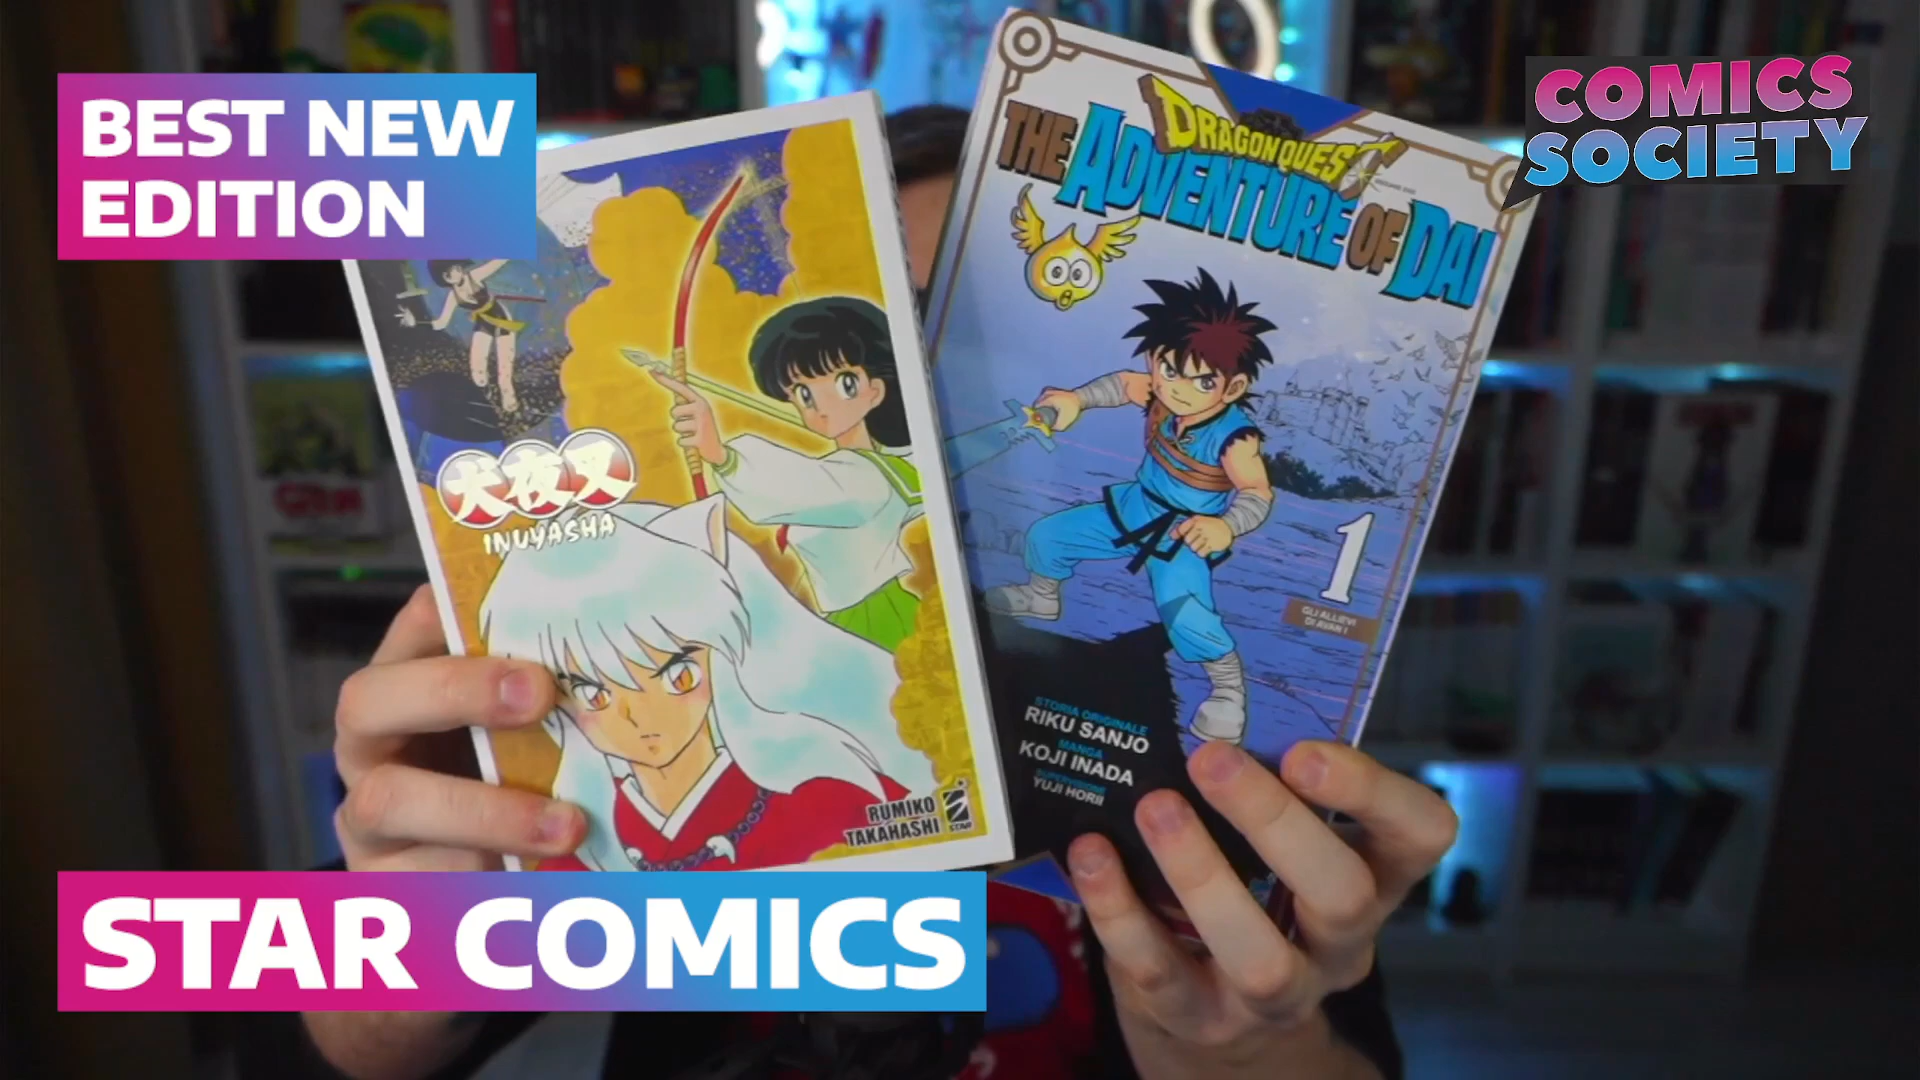 BEST NEW
EDITION
COMICS
SOCIETY
DRAGON QUEST
THE ADVENTURE OF DAI
犬夜叉
INUYASHA
1
GLI ALLIEVI
DI AVAN I
STORIA ORIGINALE
RIKU SANJO
MANGA
KOJI INADA
SUPERVISIONE
YUJI HORII
RUMIKO
TAKAHASHI
STAR
STAR COMICS